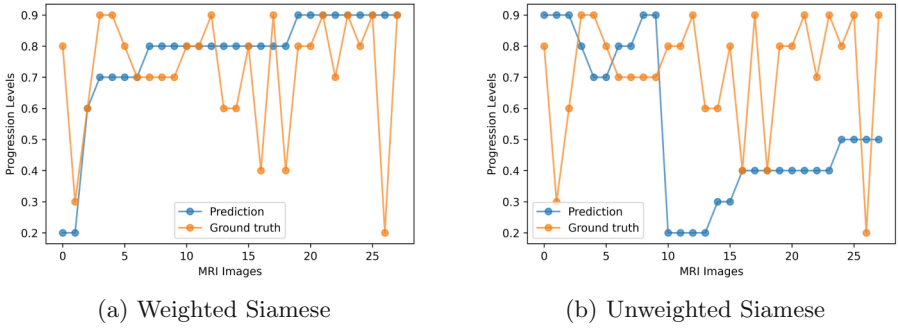 0.9
0.8
0.7
0.6
0.5
0.4
0.3
0.2
Progression Levels
Prediction
Ground truth
0 5 10 15 20 25
MRI Images
(a) Weighted Siamese
0.9
0.8
0.7
0.6
0.5
0.4
0.3
0.2
Progression Levels
Prediction
Ground truth
0 5 10 15 20 25
MRI Images
(b) Unweighted Siamese